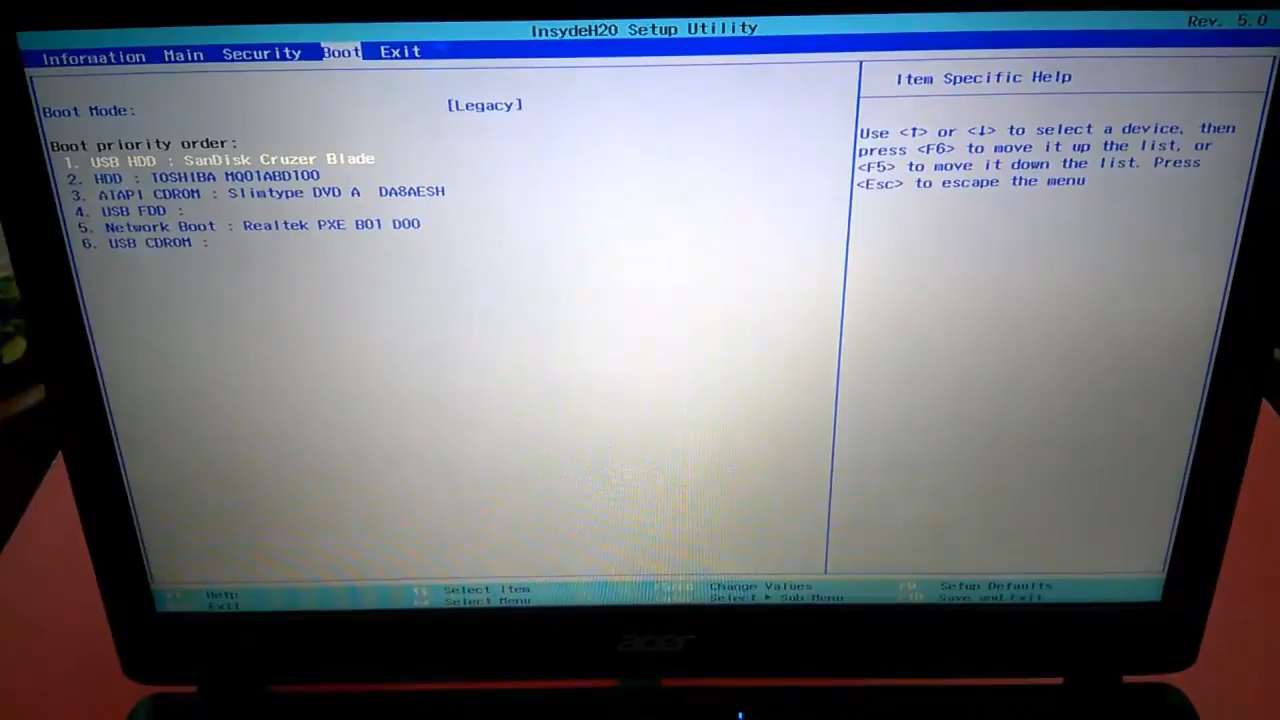 InsydeH20 Setup Utility
Rev. 5.0
Information Main Security Boot Exit
Boot Mode: [Legacy]
Boot priority order:
1. USB HDD : SanDisk Cruzer Blade
2. HDD : TOSHIBA MQ01ABD100
3. ATAPI CDROM : Slimtype DVD A DA8AESH
4. USB FDD :
5. Network Boot : Realtek PXE B01 D00
6. USB CDROM :
Item Specific Help
Use <↑> or <↓> to select a device, then
press <F6> to move it up the list, or
<F5> to move it down the list. Press
<Esc> to escape the menu
Help Select Item Change Values Setup Defaults
Exit Select Menu Select ▶ Sub Menu Save and Exit
acer